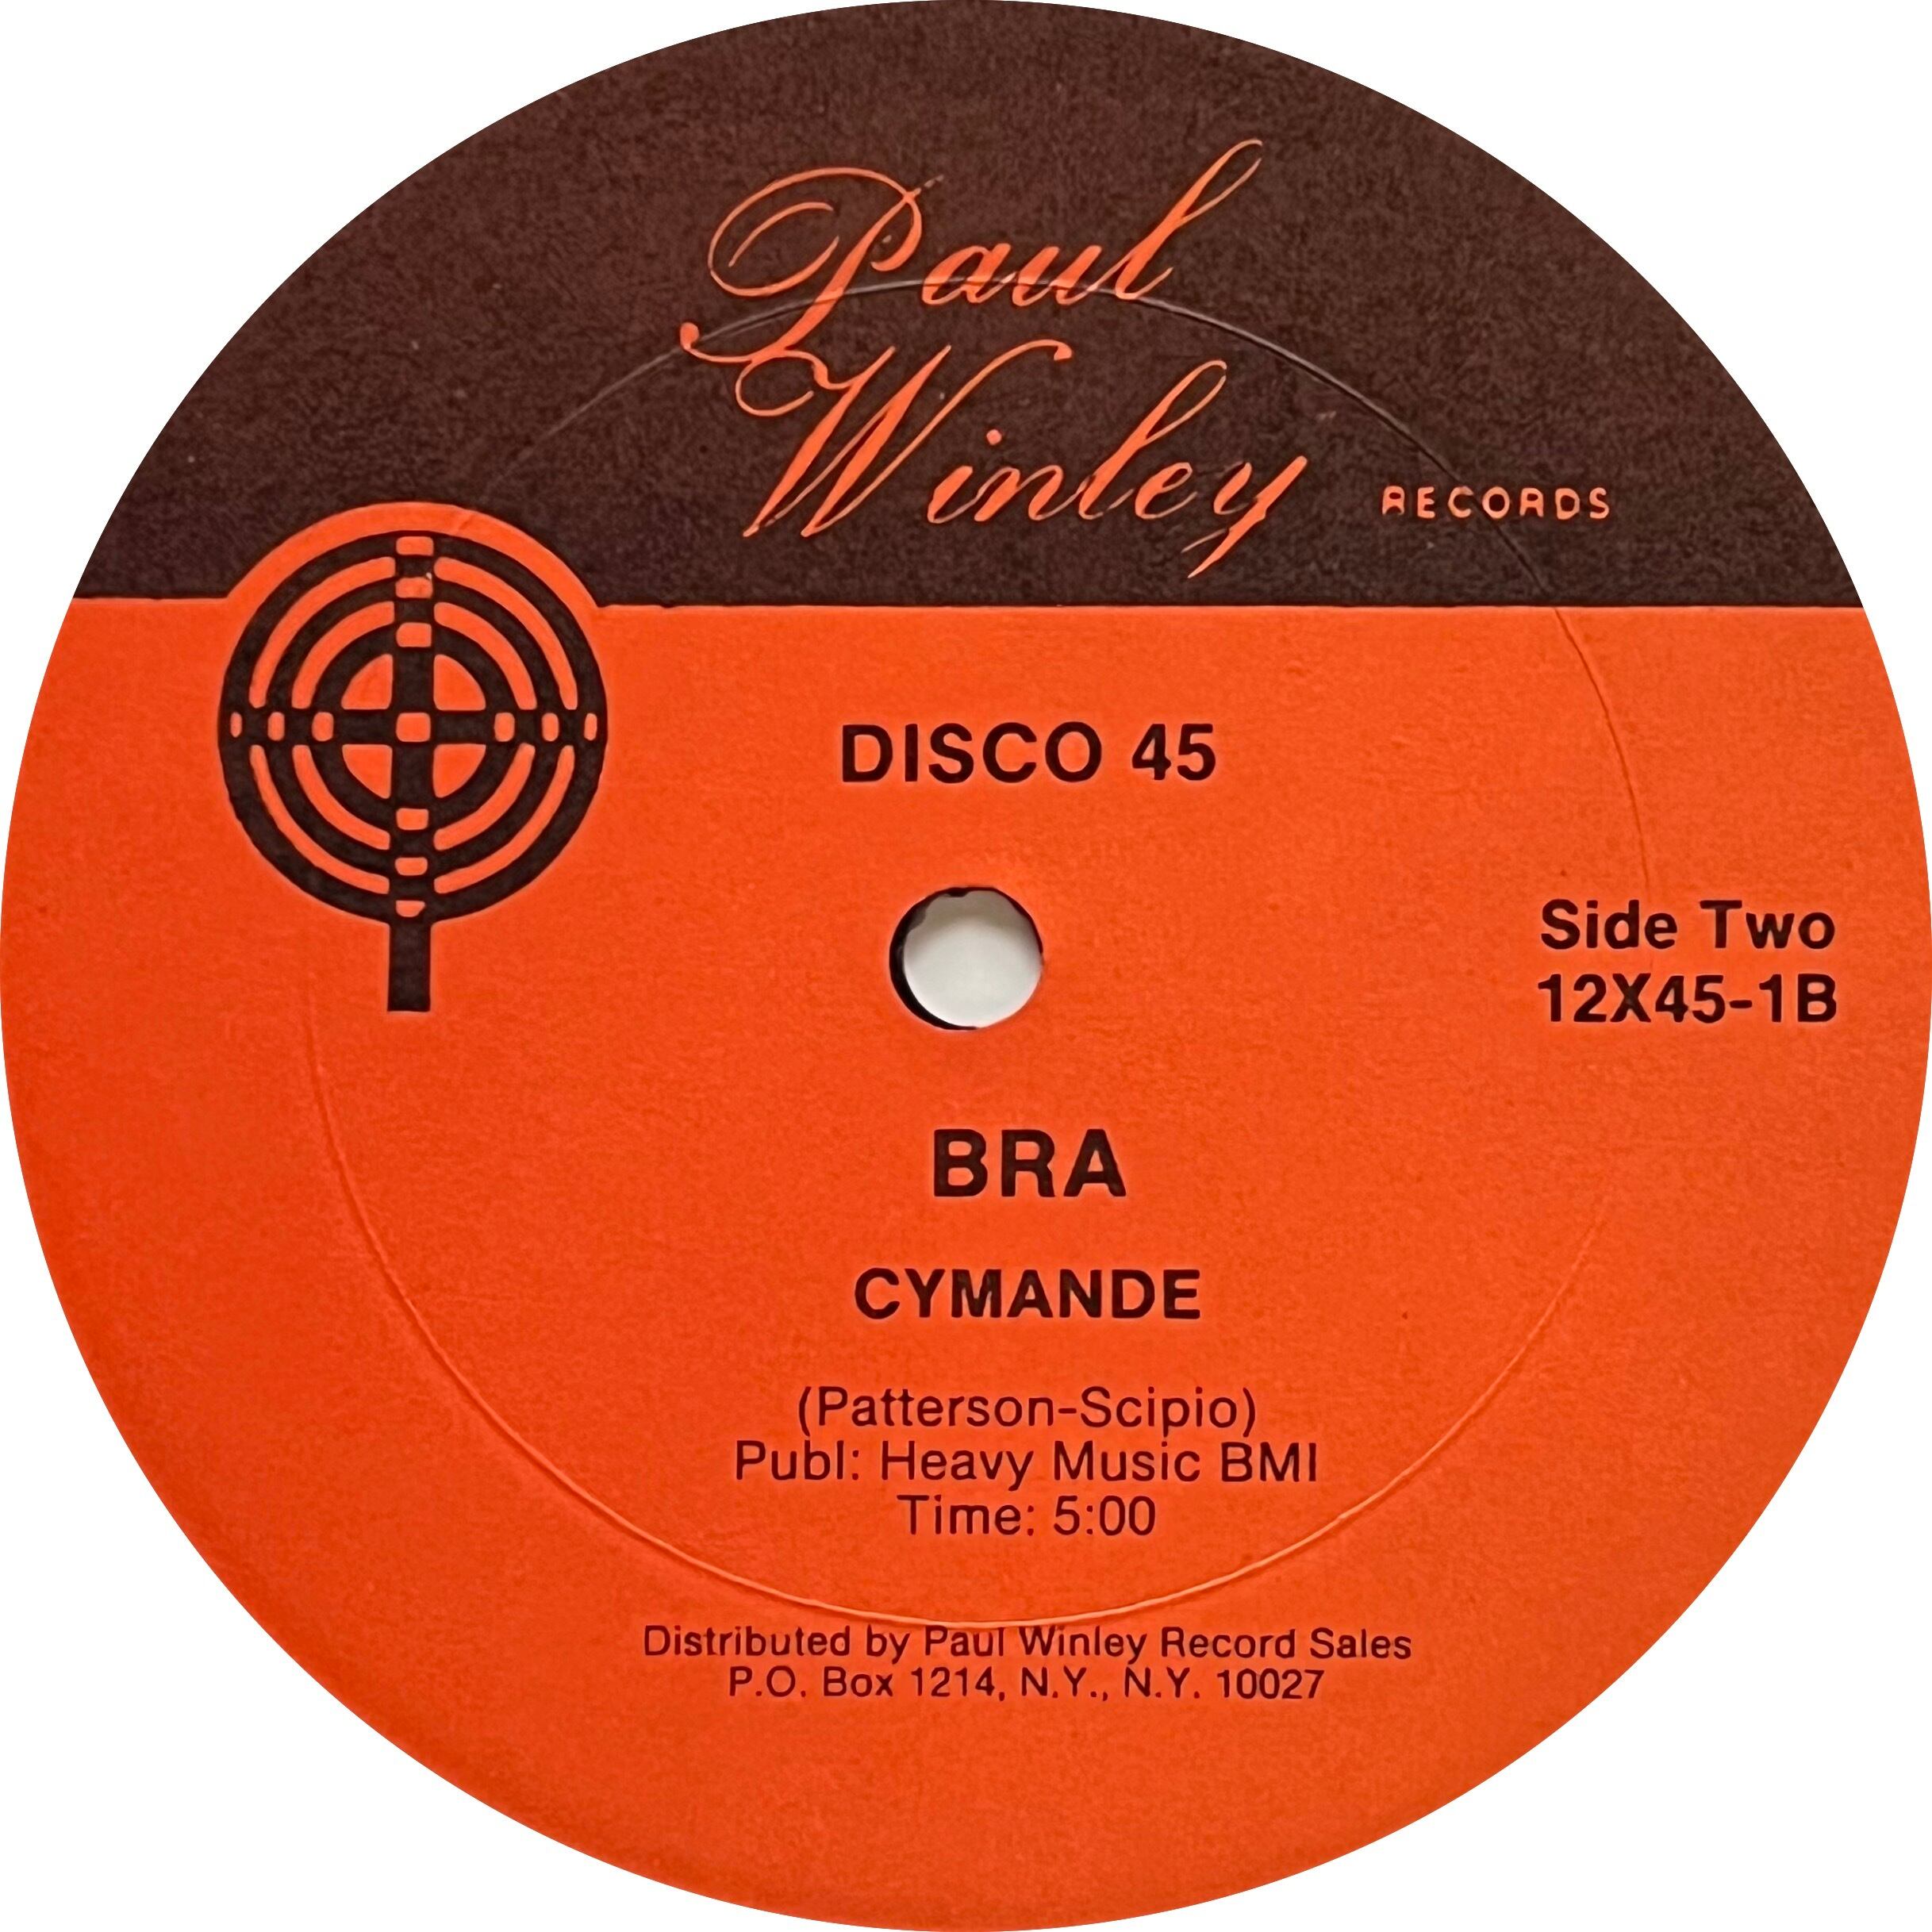 Paul
Winley RECORDS
DISCO 45
Side Two
12X45-1B
BRA
CYMANDE
(Patterson-Scipio)
Publ: Heavy Music BMI
Time: 5:00
Distributed by Paul Winley Record Sales
P.O. Box 1214, N.Y., N.Y. 10027